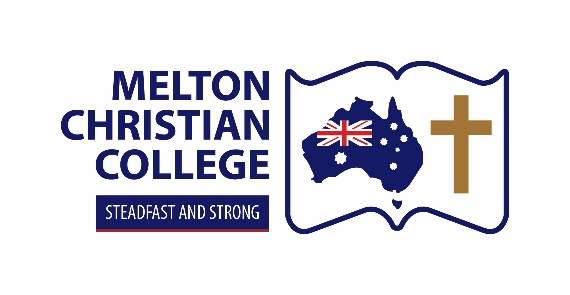 MELTON
CHRISTIAN
COLLEGE
STEADFAST AND STRONG